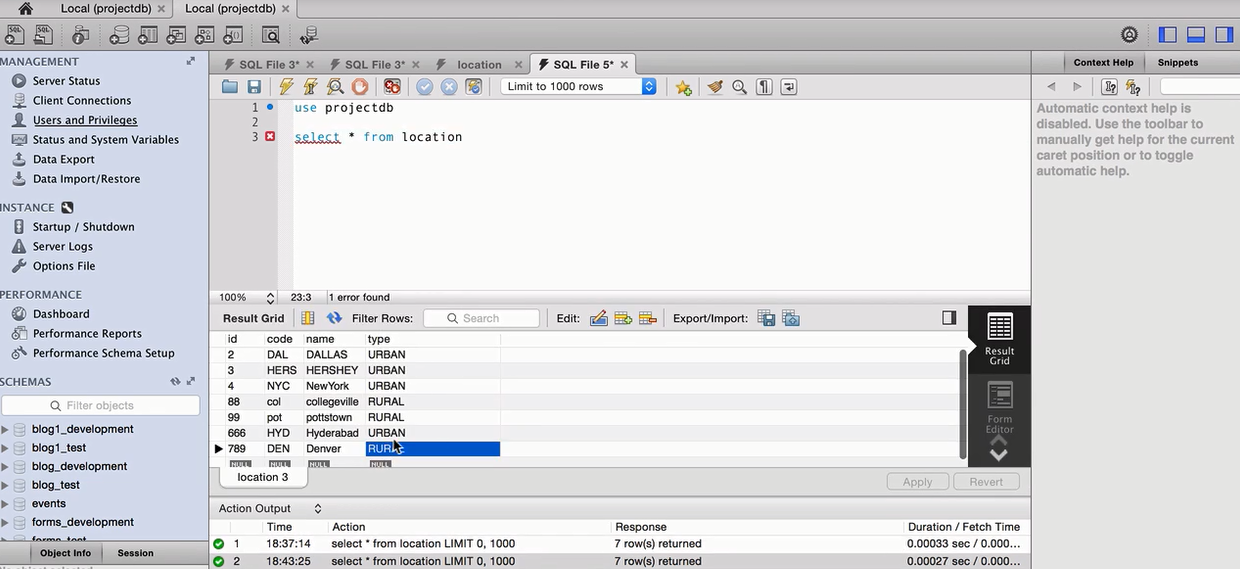 Local (projectdb) × Local (projectdb) ×
MANAGEMENT
Server Status
Client Connections
Users and Privileges
Status and System Variables
Data Export
Data Import/Restore
INSTANCE
Startup / Shutdown
Server Logs
Options File
PERFORMANCE
Dashboard
Performance Reports
Performance Schema Setup
SCHEMAS
Filter objects
blog1_development
blog1_test
blog_development
blog_test
events
forms_development
Object Info Session
SQL File 3* × SQL File 3* × location × SQL File 5* ×
Limit to 1000 rows
1 use projectdb
2
3 select * from location
100% 23:3 1 error found
Result Grid Filter Rows: Search Edit: Export/Import:
id code name type
2 DAL DALLAS URBAN
3 HERS HERSHEY URBAN
4 NYC NewYork URBAN
88 col collegeville RURAL
99 pot pottstown RURAL
666 HYD Hyderabad URBAN
789 DEN Denver RURAL
NULL NULL NULL NULL
Result
Grid
Form
Editor
location 3 Apply Revert
Action Output
Time Action Response Duration / Fetch Time
1 18:37:14 select * from location LIMIT 0, 1000 7 row(s) returned 0.00033 sec / 0.000...
2 18:43:25 select * from location LIMIT 0, 1000 7 row(s) returned 0.00027 sec / 0.000...
Context Help Snippets
Automatic context help is
disabled. Use the toolbar to
manually get help for the current
caret position or to toggle
automatic help.